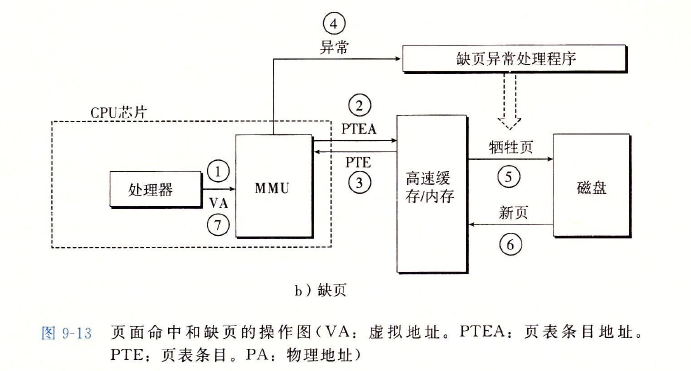 ④
异常
缺页异常处理程序
CPU芯片
②
PTEA
PTE
③
①
处理器
VA
⑦
MMU
高速缓
存/内存
牺牲页
⑤
新页
⑥
磁盘
b）缺页
图 9-13 页面命中和缺页的操作图(VA：虚拟地址。PTEA：页表条目地址。
PTE：页表条目。PA：物理地址)